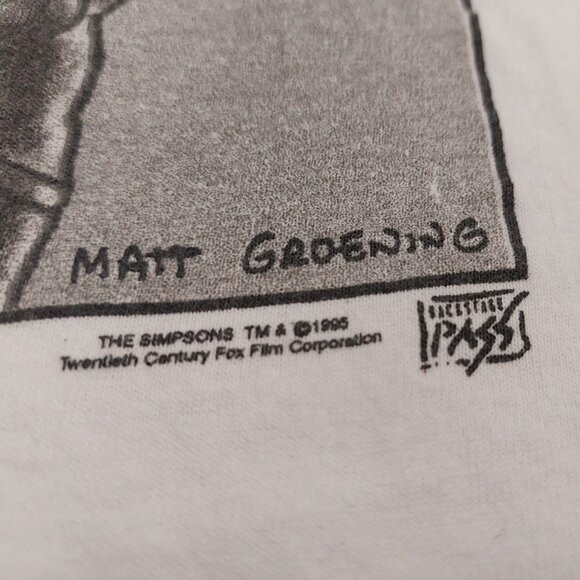 MATT GROENING
THE SIMPSONS TM & ©1995
Twentieth Century Fox Film Corporation
BACKSTAGE
PASS